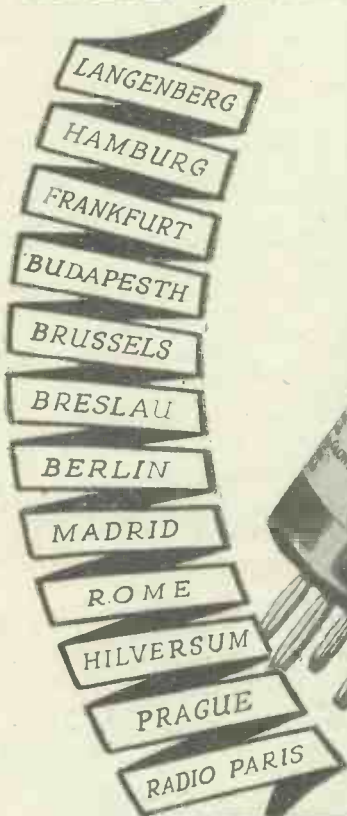 LANGENBERG
HAMBURG
FRANKFURT
BUDAPESTH
BRUSSELS
BRESLAU
BERLIN
MADRID
ROME
HILVERSUM
PRAGUE
RADIO PARIS